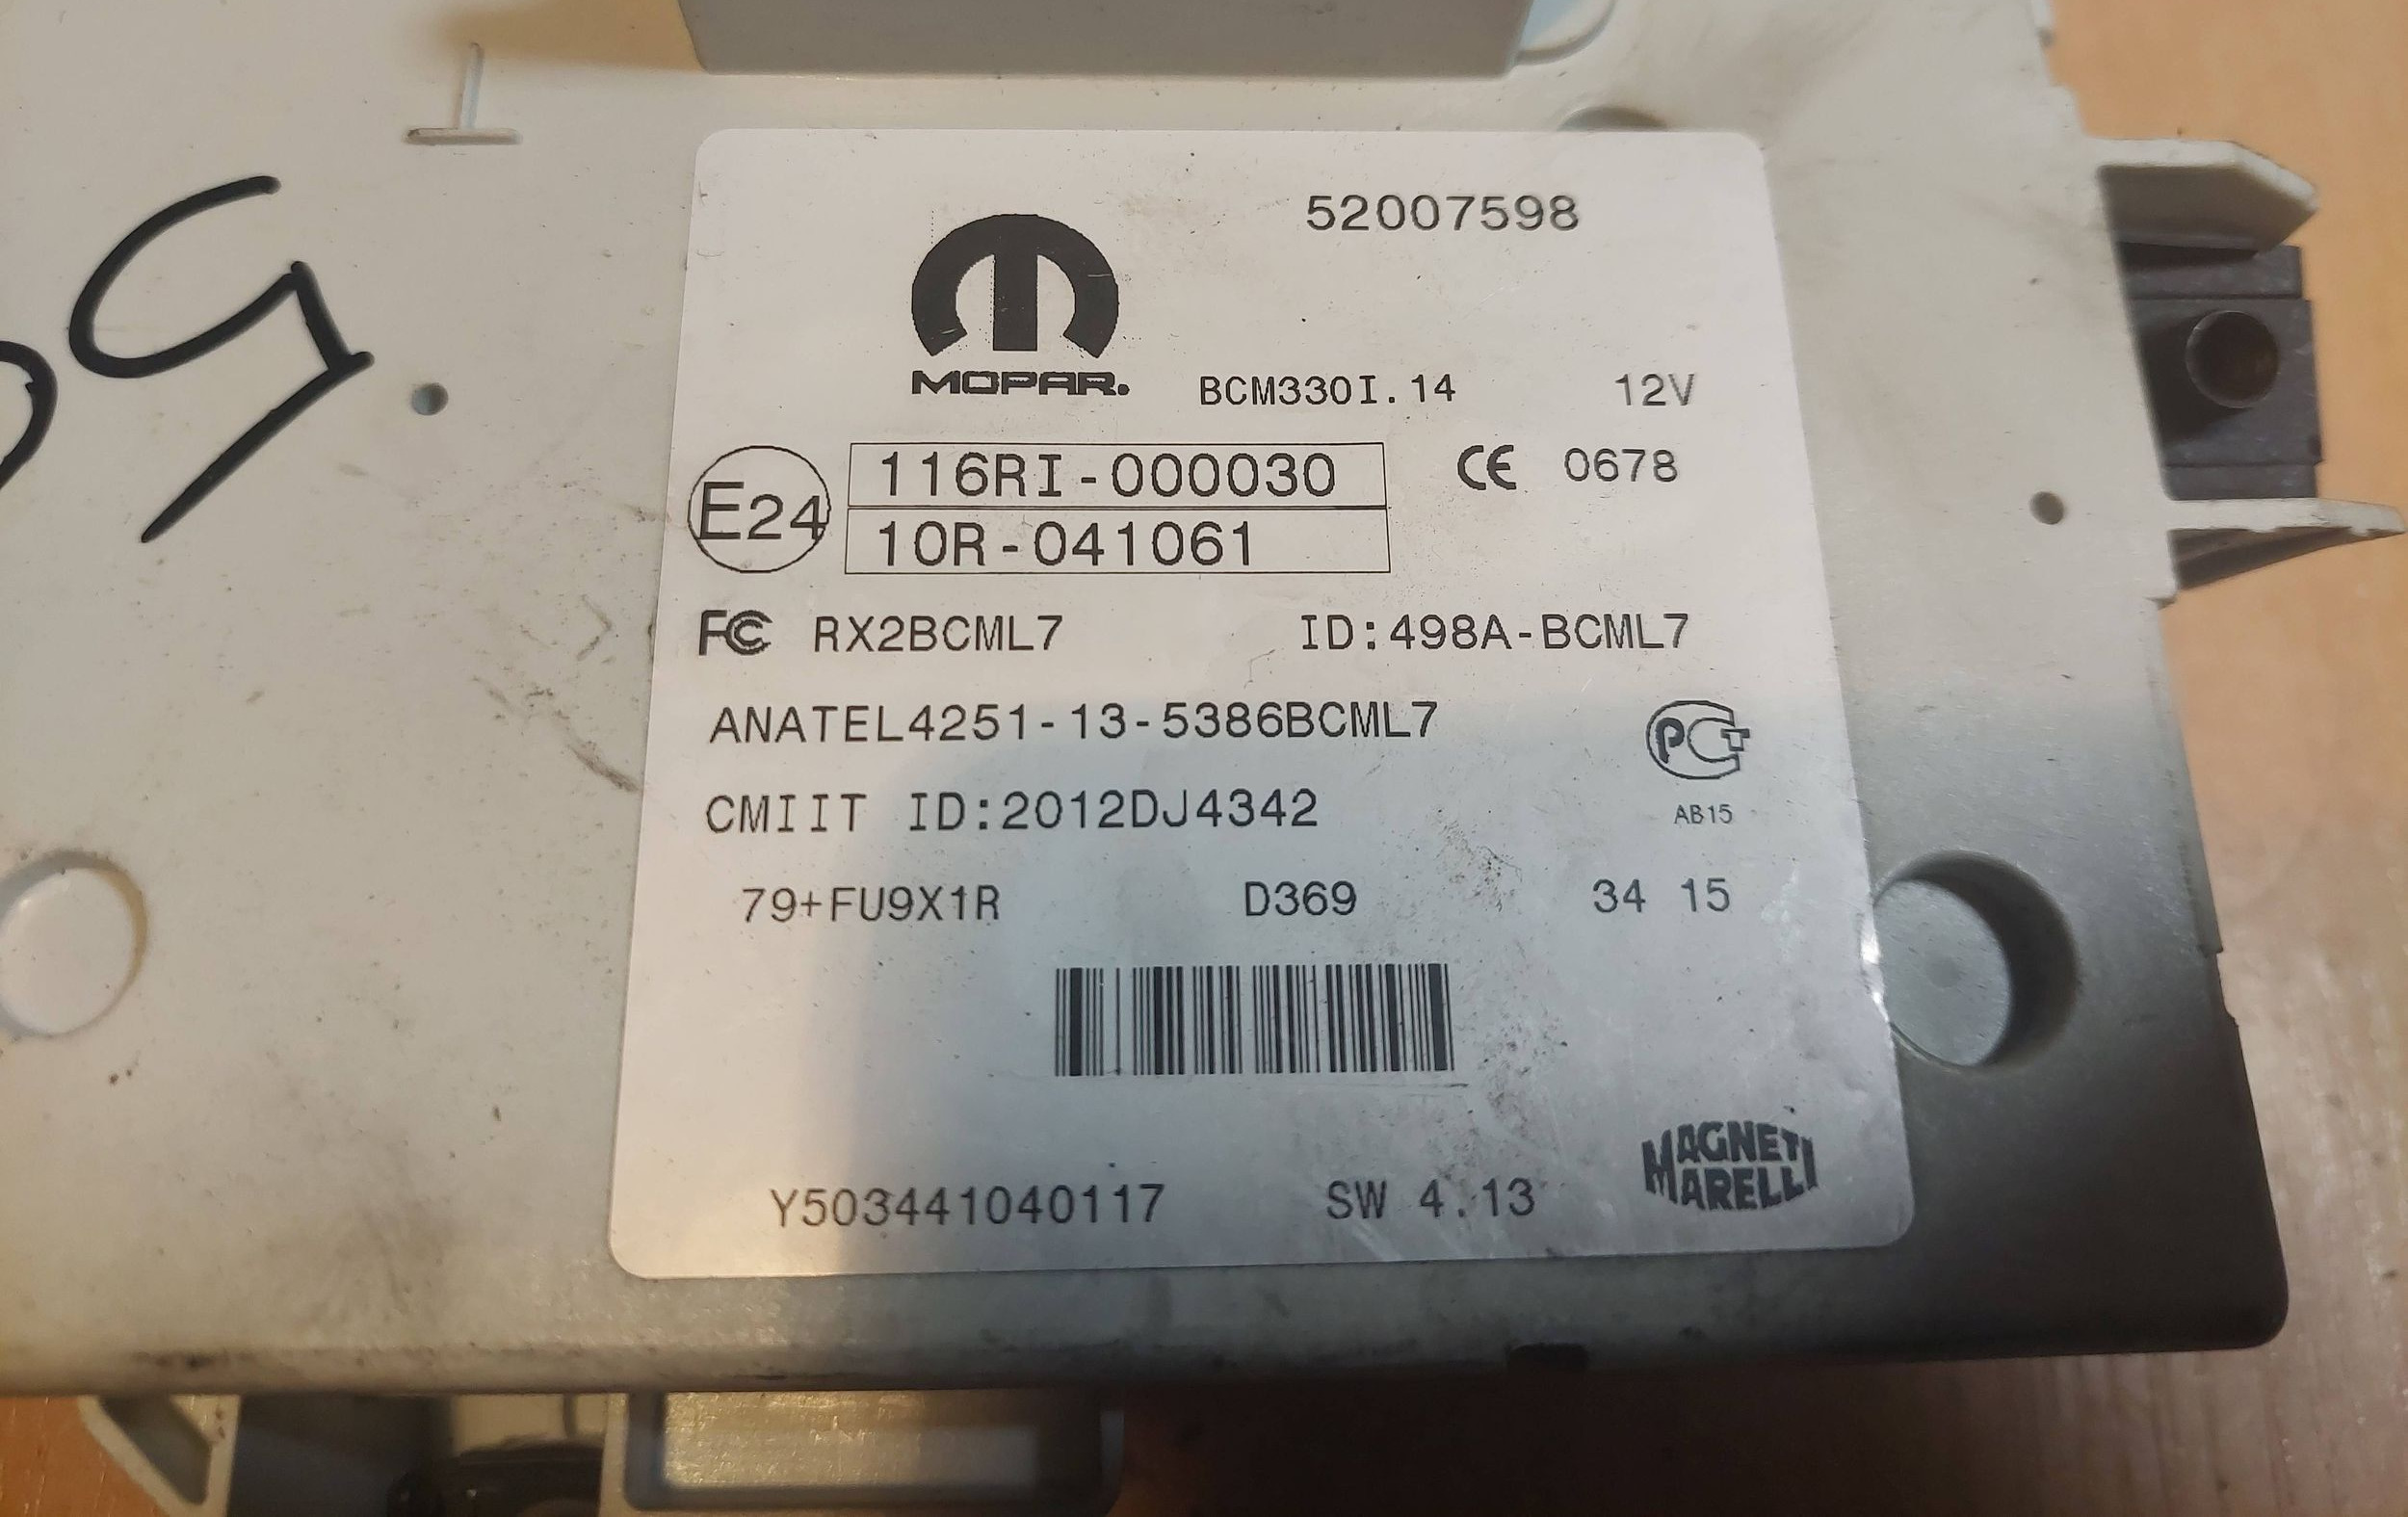 52007598
MOPAR.
BCM330I.14 12V
E24 116RI-000030 CE 0678
10R-041061
FC RX2BCML7 ID:498A-BCML7
ANATEL4251-13-5386BCML7
PCT
CMIIT ID:2012DJ4342 AB15
79+FU9X1R D369 34 15
Y503441040117 SW 4.13
MAGNETI
MARELLI